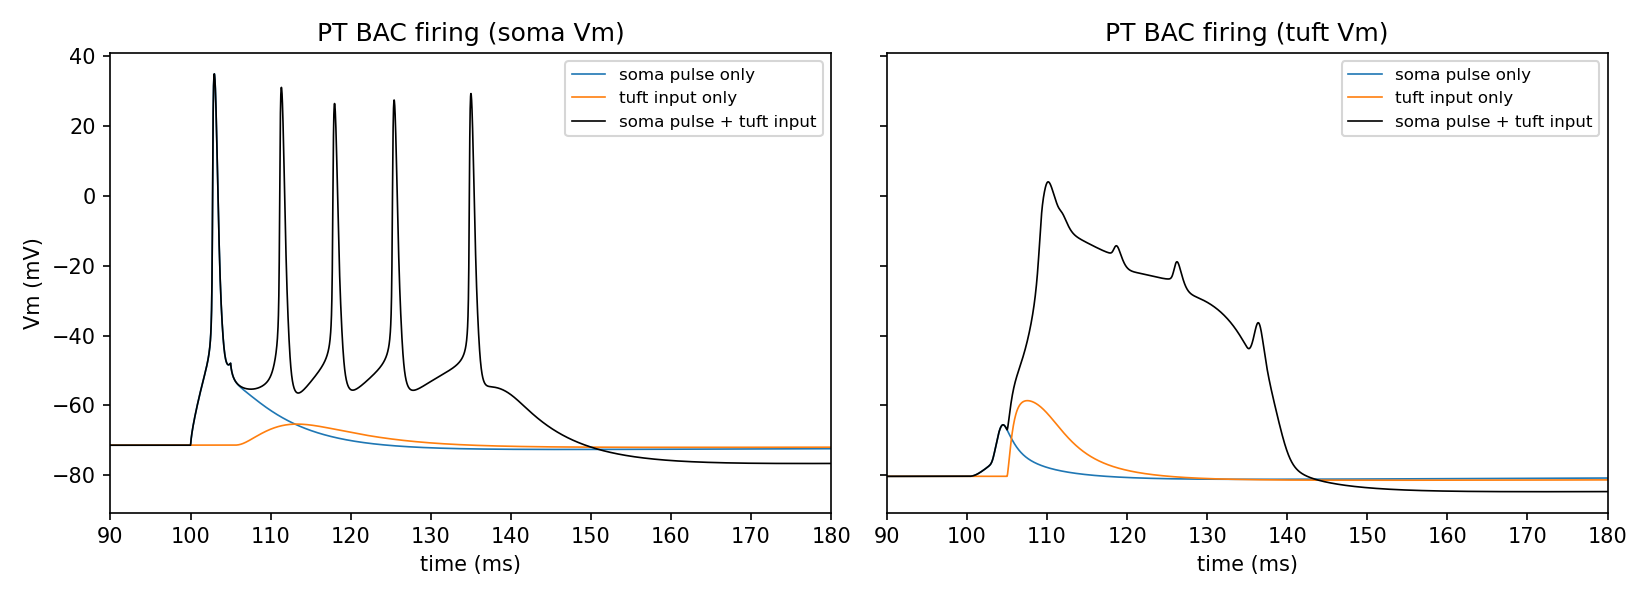 PT BAC firing (soma Vm)
40
20
0
−20
−40
−60
−80
Vm (mV)
soma pulse only
tuft input only
soma pulse + tuft input
90 100 110 120 130 140 150 160 170 180
time (ms)
PT BAC firing (tuft Vm)
soma pulse only
tuft input only
soma pulse + tuft input
90 100 110 120 130 140 150 160 170 180
time (ms)